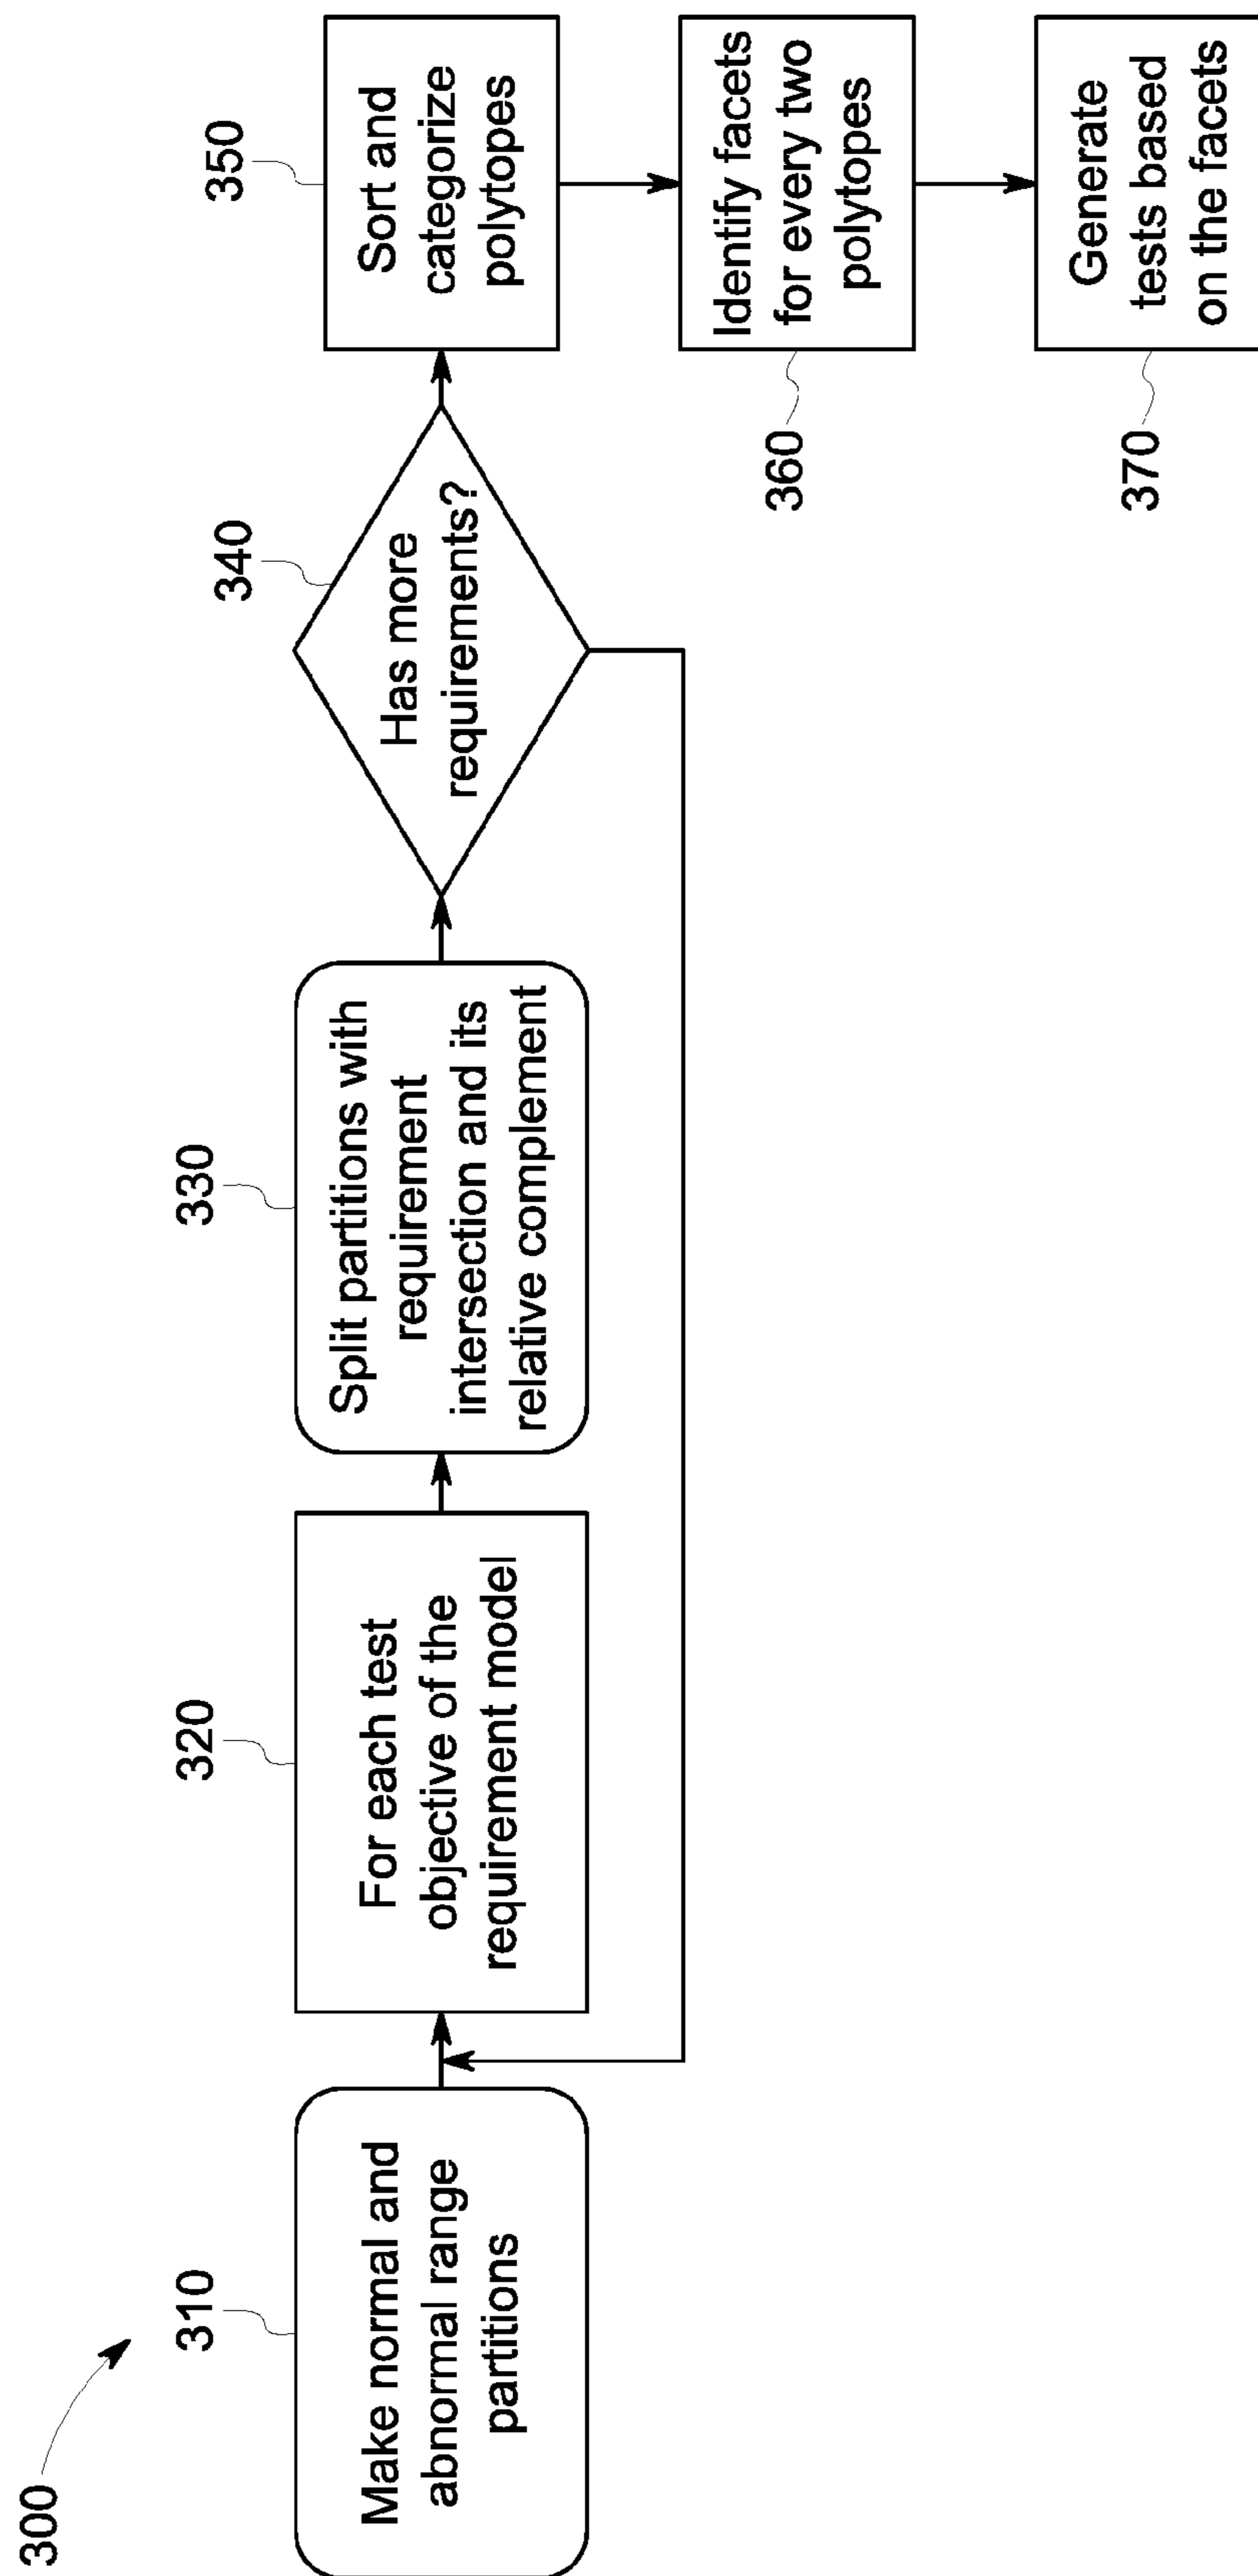 300
310
Make normal and
abnormal range
partitions
320
For each test
objective of the
requirement model
330
Split partitions with
requirement
intersection and its
relative complement
340
Has more
requirements?
350
Sort and
categorize
polytopes
360
Identify facets
for every two
polytopes
370
Generate
tests based
on the facets